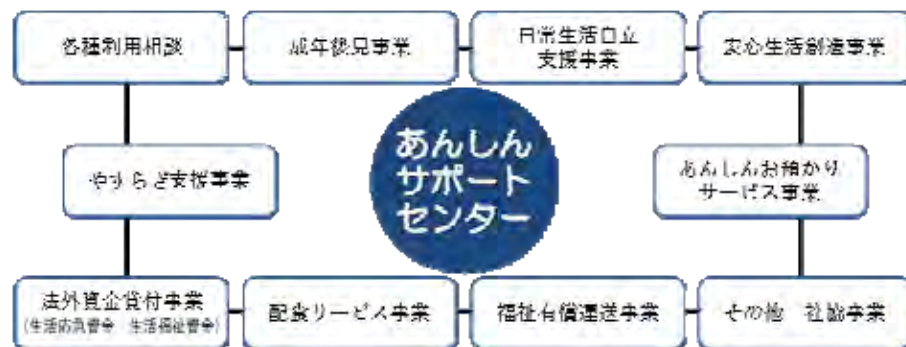 各種利用相談
成年後見事業
日常生活自立
支援事業
安心生活創造事業
あんしん
サポート
センター
やすらぎ支援事業
あんしんお預かり
サービス事業
法外資金貸付事業
(生活応急資金 生活福祉資金)
配食サービス事業
福祉有償運送事業
その他 社協事業